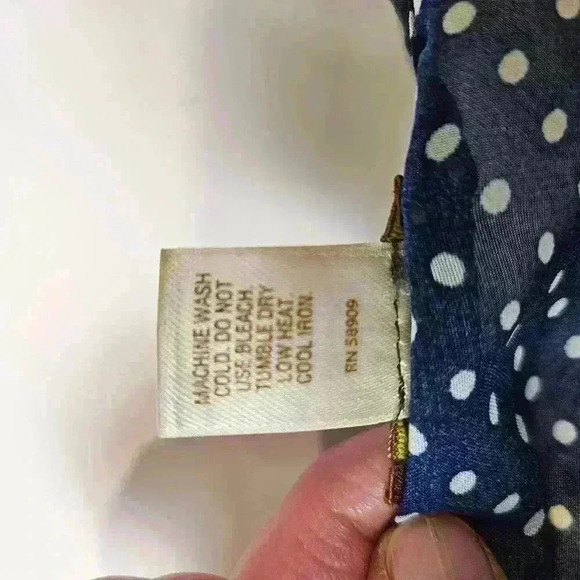 MACHINE WASH
COLD. DO NOT
USE BLEACH.
TUMBLE DRY
LOW HEAT.
COOL IRON.
RN 58909